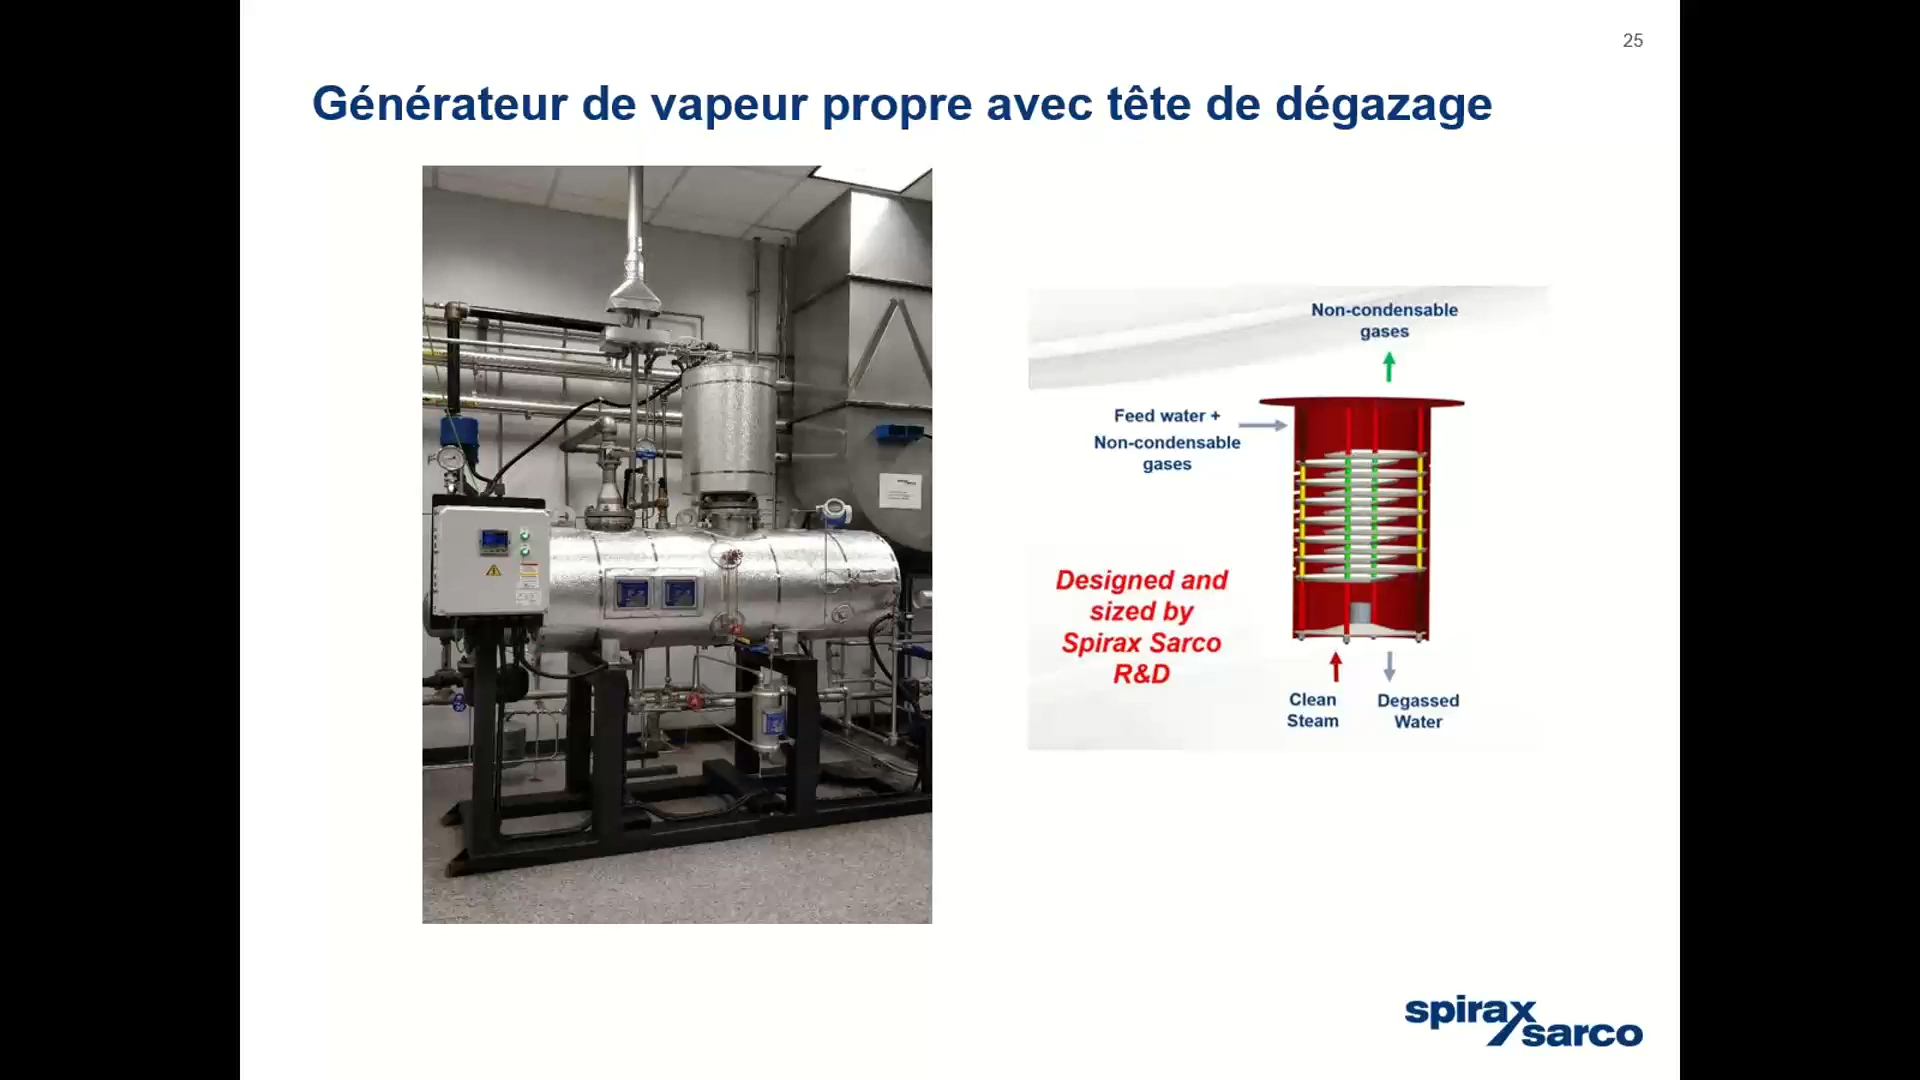 25
Générateur de vapeur propre avec tête de dégazage
Non-condensable
gases
Feed water +
Non-condensable
gases
Designed and
sized by
Spirax Sarco
R&D
Clean
Steam
Degassed
Water
spirax
sarco